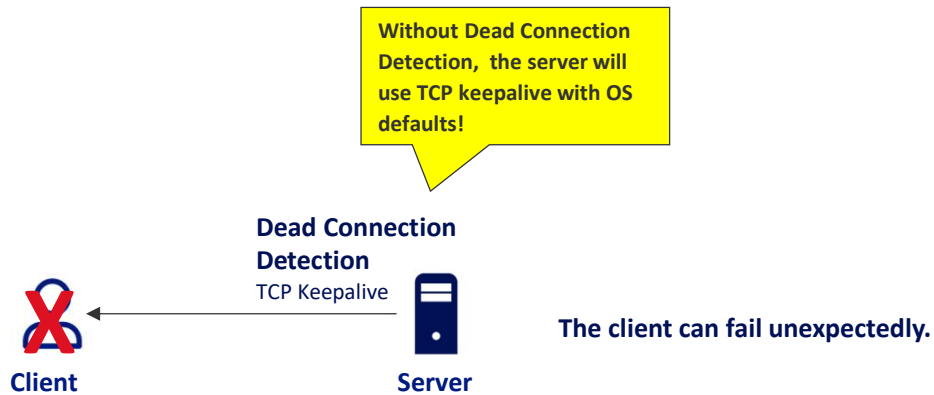 Without Dead Connection
Detection, the server will
use TCP keepalive with OS
defaults!
Dead Connection
Detection
TCP Keepalive
The client can fail unexpectedly.
Client
Server